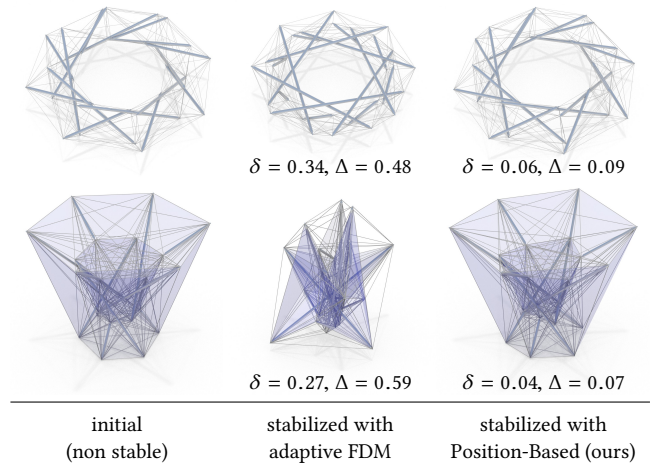 δ = 0.34, Δ = 0.48
δ = 0.06, Δ = 0.09
δ = 0.27, Δ = 0.59
δ = 0.04, Δ = 0.07
initial
(non stable)
stabilized with
adaptive FDM
stabilized with
Position-Based (ours)